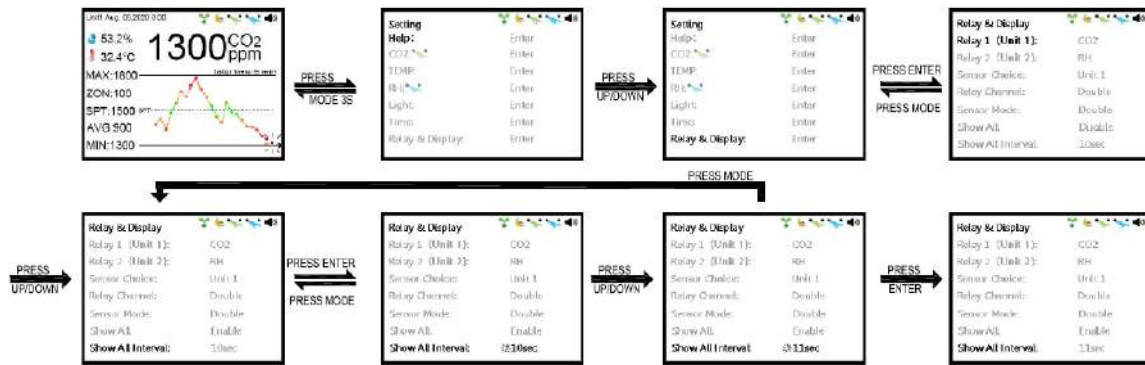 Unit1 Aug. 08.2020 0:00
53.2%
32.4°C
1300 CO2 ppm
Total time: 5 min
MAX:1800
ZON:100
SPT:1500
SPT
AVG:900
MIN:1300
PRESS
MODE 3S
Setting
Help: Enter
CO2: Enter
TEMP: Enter
RH: Enter
Light: Enter
Time: Enter
Relay & Display: Enter
PRESS
UP/DOWN
Setting
Help: Enter
CO2: Enter
TEMP: Enter
RH: Enter
Light: Enter
Time: Enter
Relay & Display: Enter
PRESS ENTER
PRESS MODE
Relay & Display
Relay 1 (Unit 1): CO2
Relay 2 (Unit 2): RH
Sensor Choice: Unit 1
Relay Channel: Double
Sensor Mode: Double
Show All: Disable
Show All Interval: 10sec
PRESS MODE
PRESS
UP/DOWN
Relay & Display
Relay 1 (Unit 1): CO2
Relay 2 (Unit 2): RH
Sensor Choice: Unit 1
Relay Channel: Double
Sensor Mode: Double
Show All: Enable
Show All Interval: 10sec
PRESS ENTER
PRESS MODE
Relay & Display
Relay 1 (Unit 1): CO2
Relay 2 (Unit 2): RH
Sensor Choice: Unit 1
Relay Channel: Double
Sensor Mode: Double
Show All: Enable
Show All Interval: 10sec
PRESS
UP/DOWN
Relay & Display
Relay 1 (Unit 1): CO2
Relay 2 (Unit 2): RH
Sensor Choice: Unit 1
Relay Channel: Double
Sensor Mode: Double
Show All: Enable
Show All Interval: 11sec
PRESS
ENTER
Relay & Display
Relay 1 (Unit 1): CO2
Relay 2 (Unit 2): RH
Sensor Choice: Unit 1
Relay Channel: Double
Sensor Mode: Double
Show All: Enable
Show All Interval: 11sec